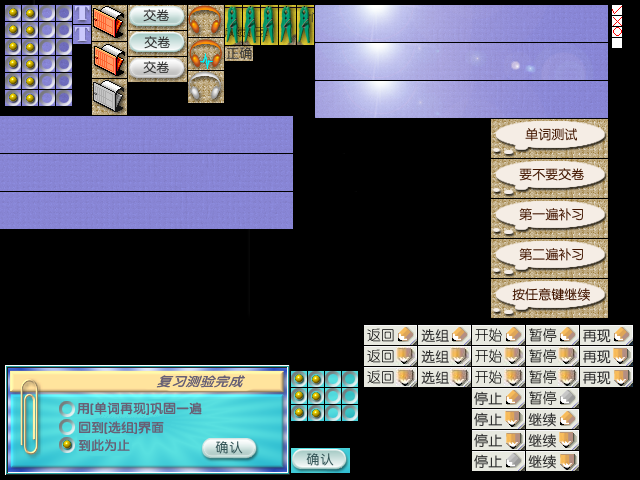 交卷
交卷
交卷
正确
单词测试
要不要交卷
第一遍补习
第二遍补习
按任意键继续
返回 选组 开始 暂停 再现
返回 选组 开始 暂停 再现
返回 选组 开始 暂停 再现
停止 暂停
停止 继续
停止 继续
停止 继续
复习测验完成
用[单词再现]巩固一遍
回到[选组]界面
到此为止
确认
确认